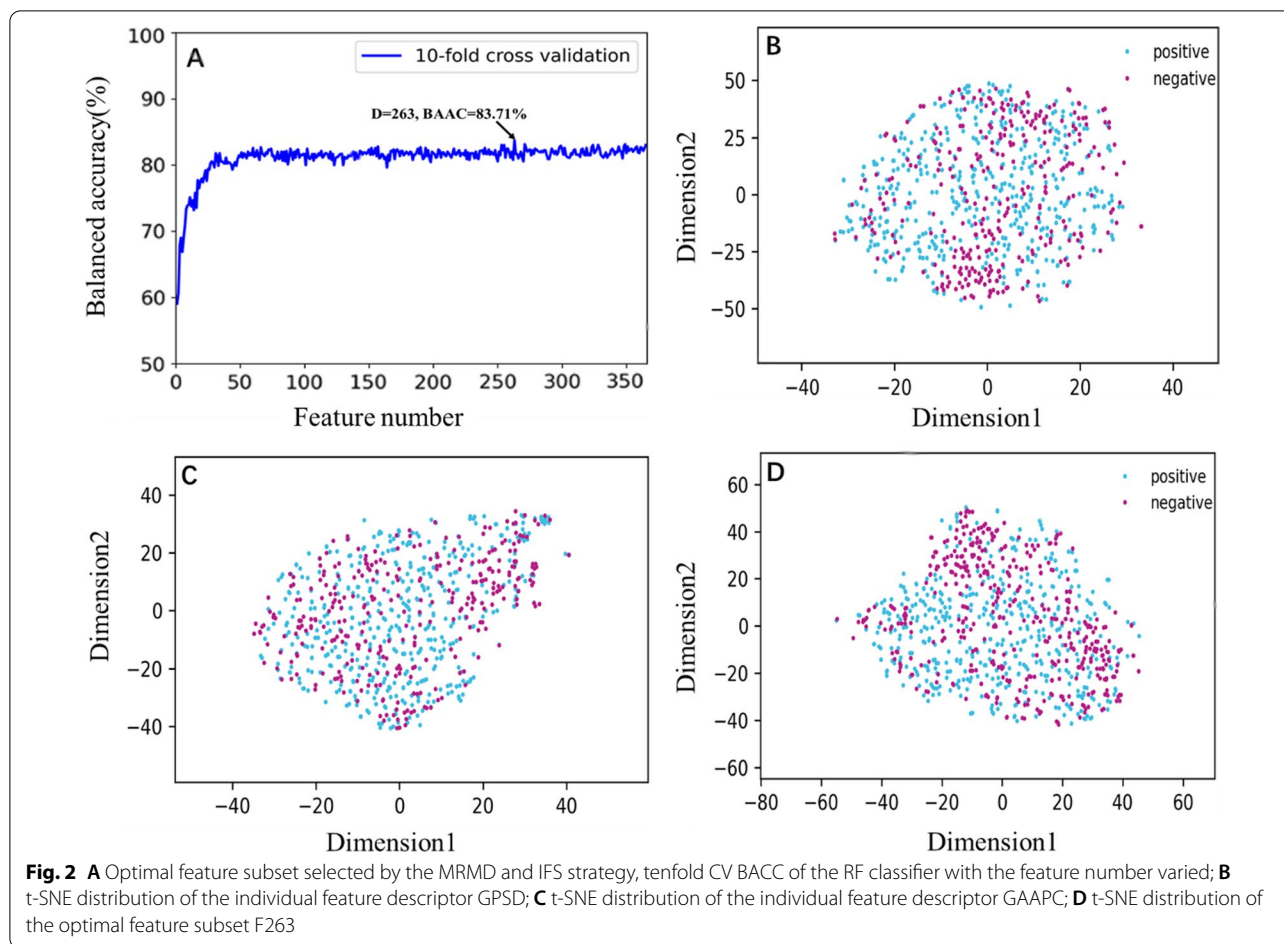 A
10-fold cross validation
D=263, BAAC=83.71%
Balanced accuracy(%)
100
90
80
70
60
50
0 50 100 150 200 250 300 350
Feature number
B
positive
negative
Dimension2
50
25
0
−25
−50
−40 −20 0 20 40
Dimension1
C
Dimension2
40
20
0
−20
−40
−40 −20 0 20 40
Dimension1
D
positive
negative
Dimension2
60
40
20
0
−20
−40
−60
−80 −60 −40 −20 0 20 40 60
Dimension1
Fig. 2 A Optimal feature subset selected by the MRMD and IFS strategy, tenfold CV BACC of the RF classifier with the feature number varied; B
t-SNE distribution of the individual feature descriptor GPSD; C t-SNE distribution of the individual feature descriptor GAAPC; D t-SNE distribution of
the optimal feature subset F263